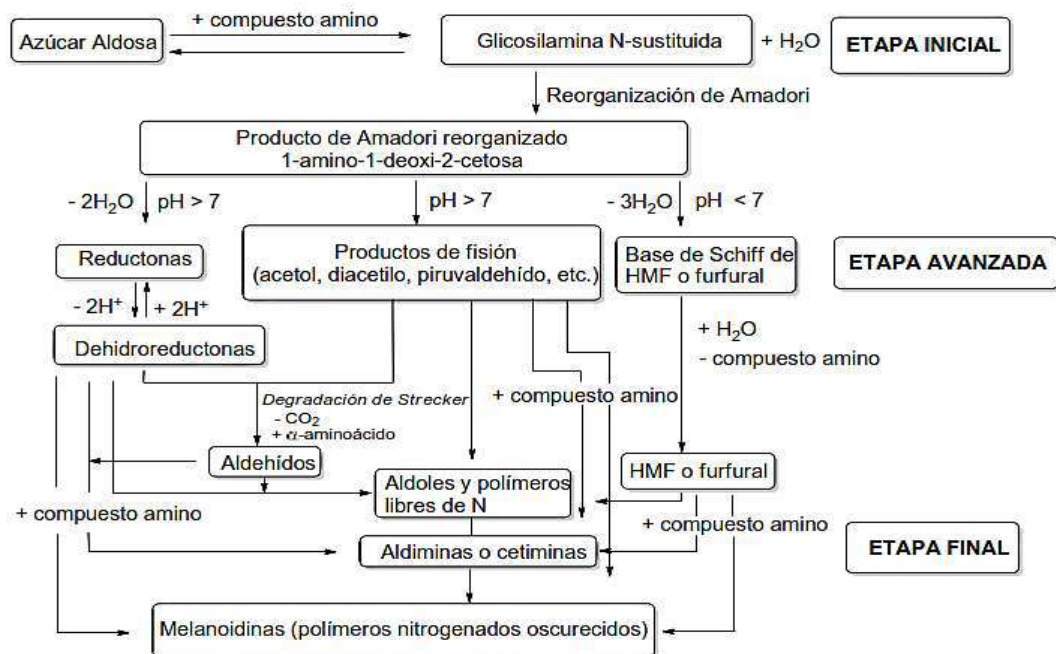 + compuesto amino
Azúcar Aldosa
Glicosilamina N-sustituida
+ H₂O
ETAPA INICIAL
Reorganización de Amadori
Producto de Amadori reorganizado
1-amino-1-deoxi-2-cetosa
- 2H₂O
pH > 7
pH > 7
- 3H₂O
pH < 7
Reductonas
Productos de fisión
(acetol, diacetilo, piruvaldehído, etc.)
Base de Schiff de
HMF o furfural
ETAPA AVANZADA
- 2H⁺
+ 2H⁺
Dehidroreductonas
+ H₂O
- compuesto amino
Degradación de Strecker
- CO₂
+ α-aminoácido
+ compuesto amino
Aldehídos
HMF o furfural
Aldoles y polímeros
libres de N
+ compuesto amino
+ compuesto amino
Aldiminas o cetiminas
ETAPA FINAL
Melanoidinas (polímeros nitrogenados oscurecidos)